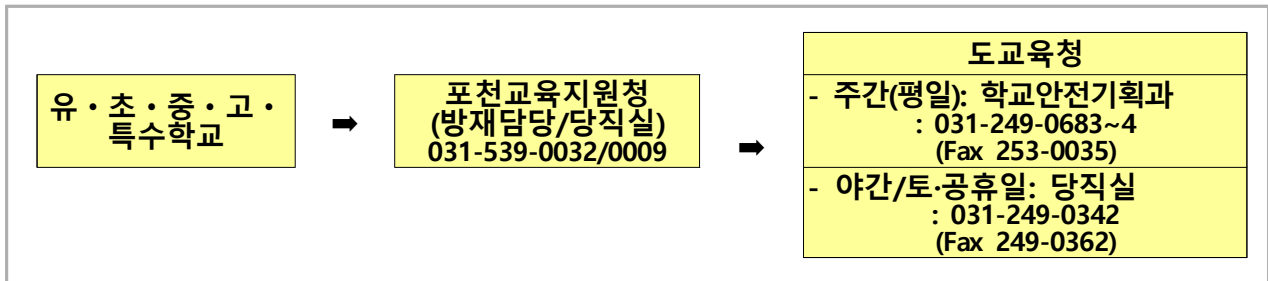 유·초·중·고·
특수학교
➡
포천교육지원청
(방재담당/당직실)
031-539-0032/0009
➡
도교육청
- 주간(평일): 학교안전기획과
: 031-249-0683~4
(Fax 253-0035)
- 야간/토·공휴일: 당직실
: 031-249-0342
(Fax 249-0362)